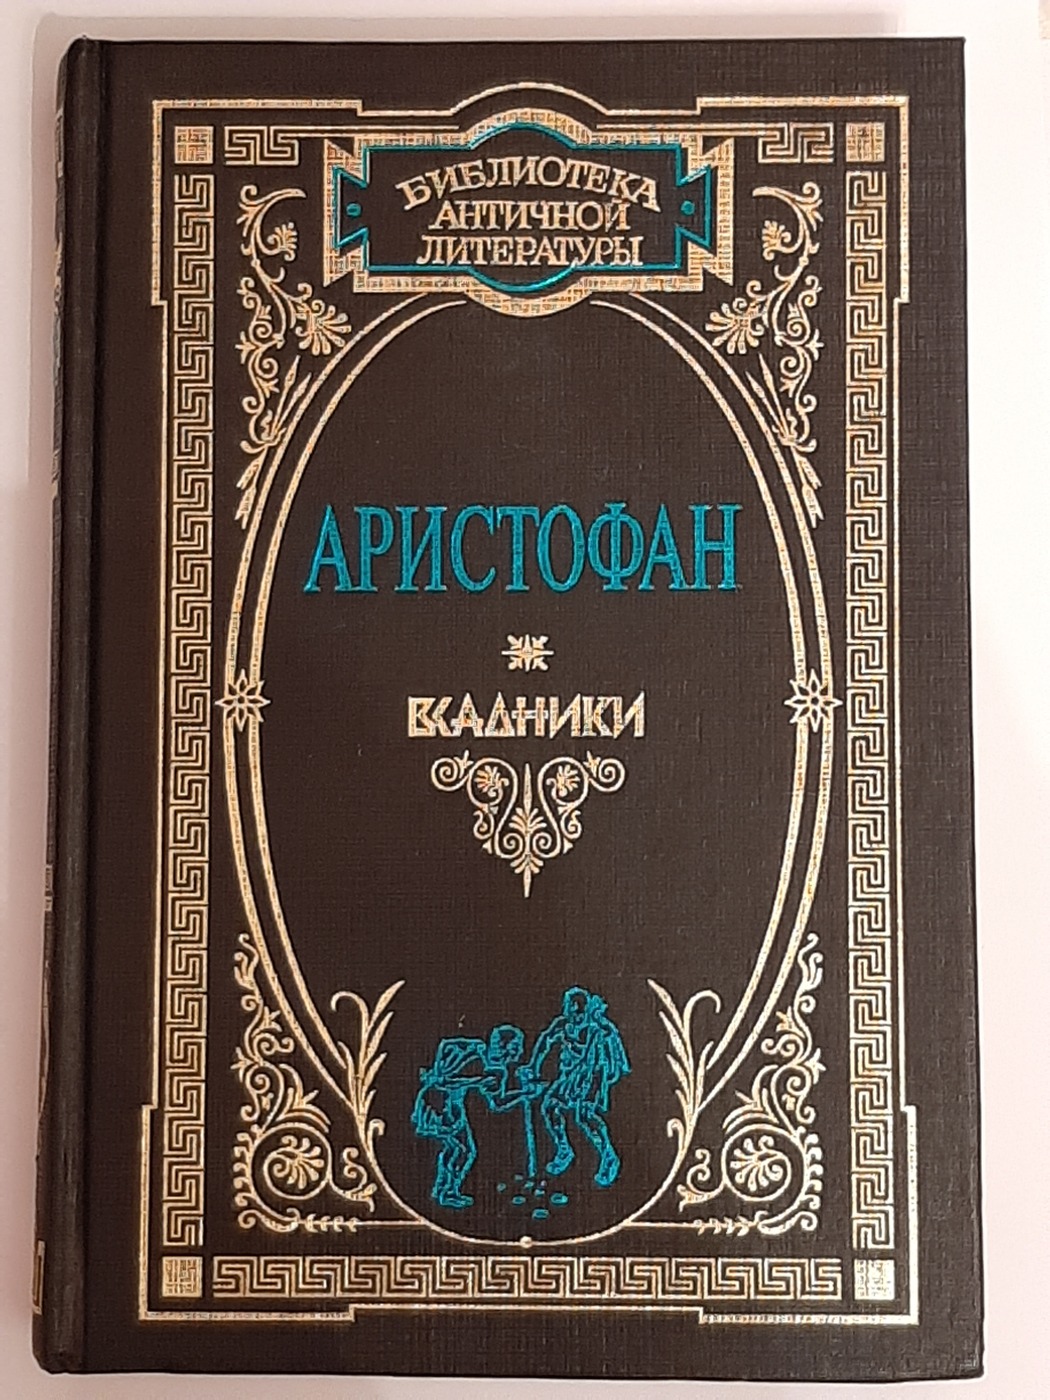 БИБЛИОТЕКА
АНТИЧНОЙ
ЛИТЕРАТУРЫ
АРИСТОФАН
ВСАДНИКИ